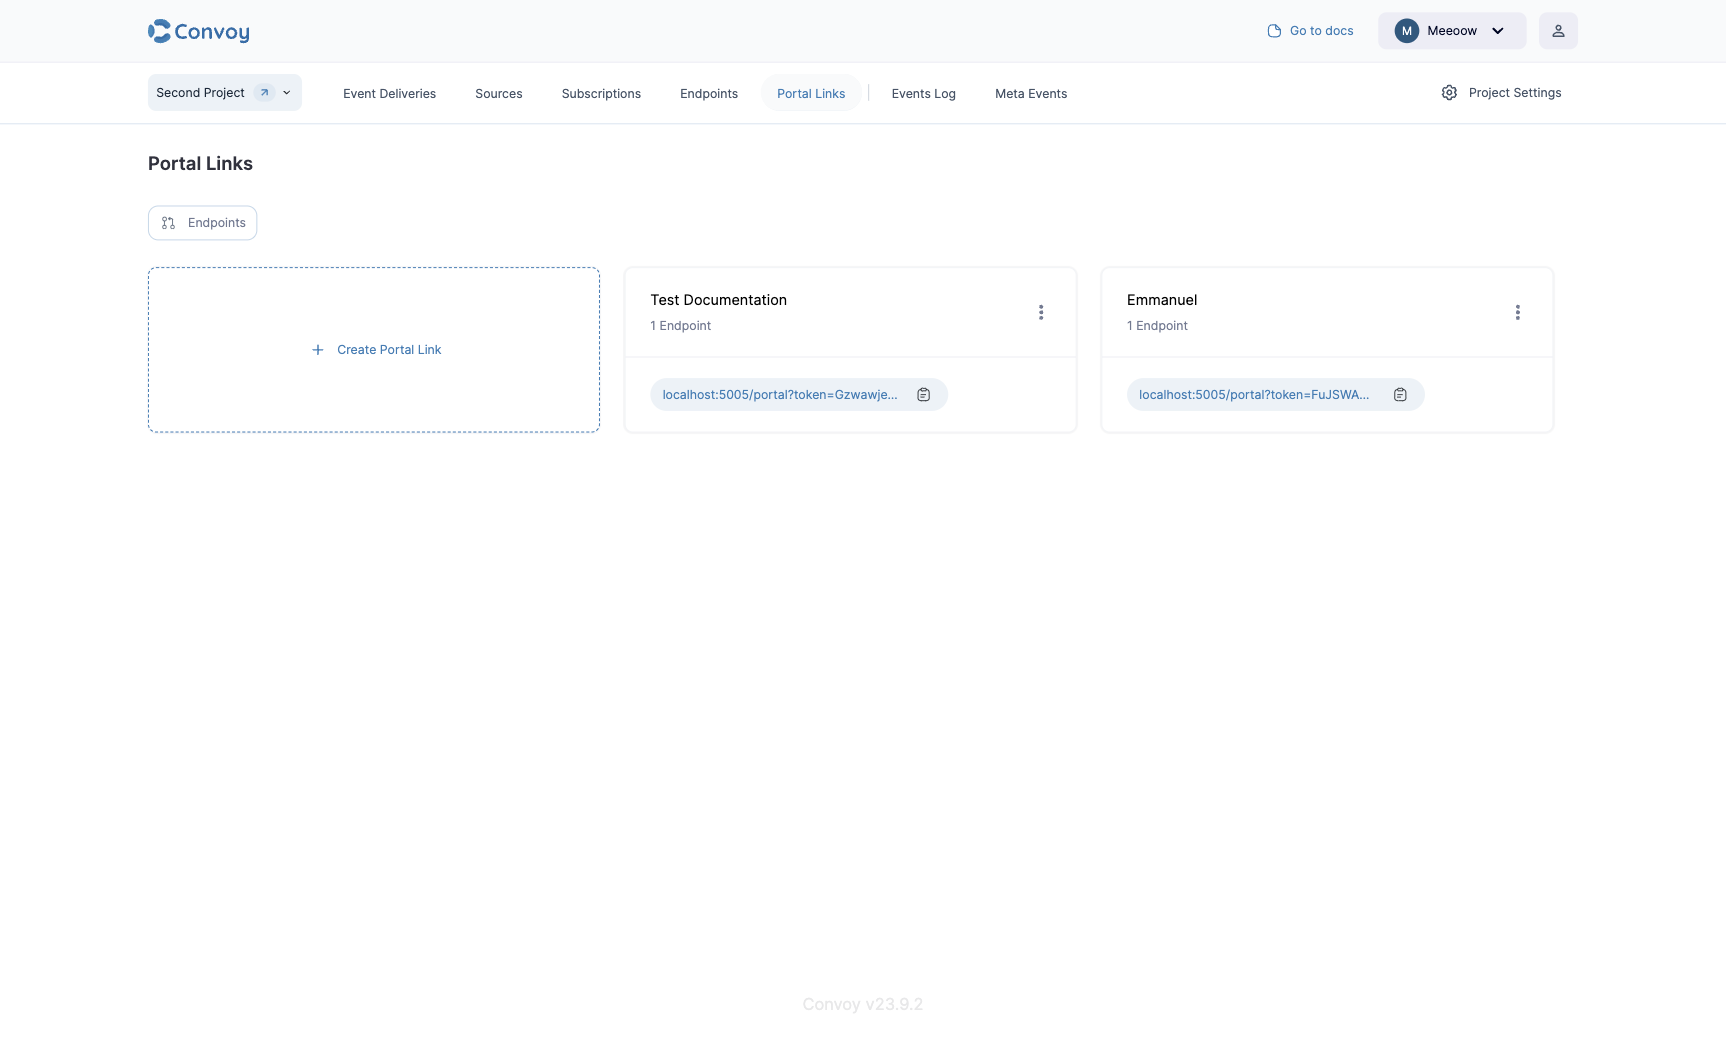 Convoy
Go to docs
M Meeoow
Second Project
Event Deliveries
Sources
Subscriptions
Endpoints
Portal Links
Events Log
Meta Events
Project Settings
Portal Links
Endpoints
Create Portal Link
Test Documentation
1 Endpoint
localhost:5005/portal?token=Gzwawje...
Emmanuel
1 Endpoint
localhost:5005/portal?token=FuJSWA...
Convoy v23.9.2